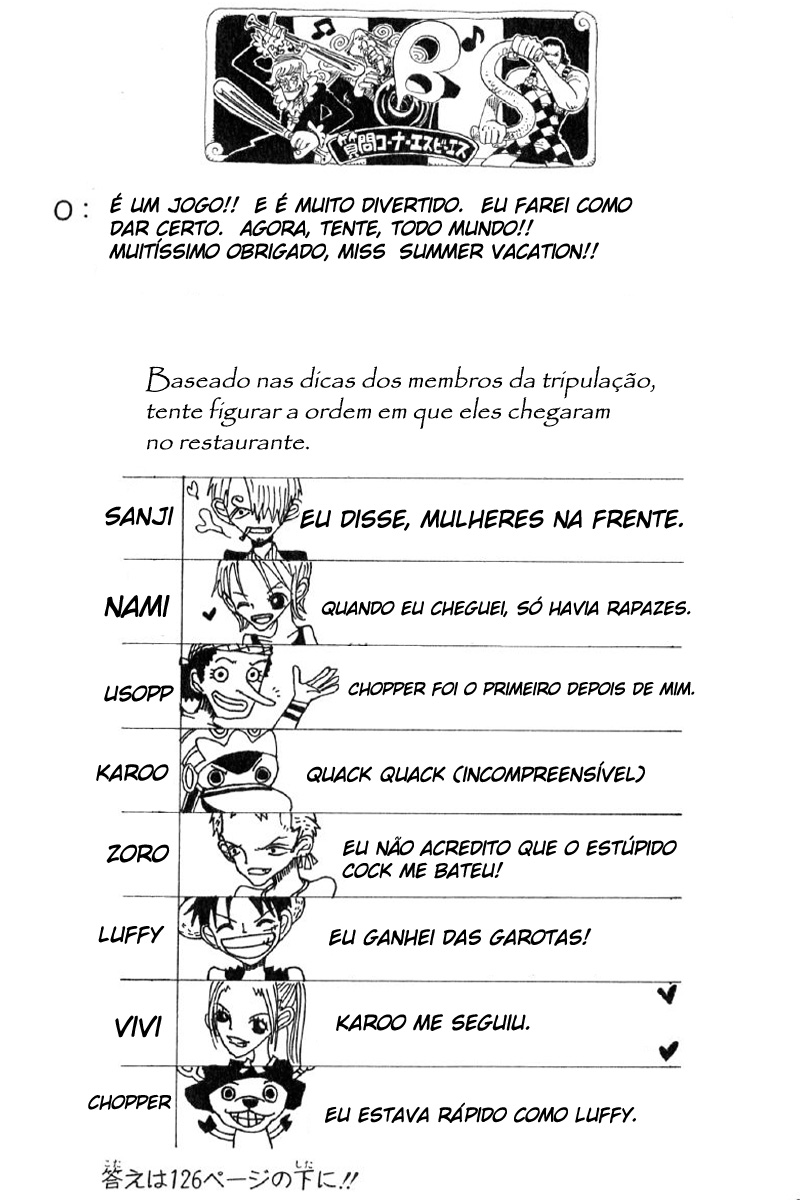 BS
質問コーナーエスビーエス
O: É UM JOGO!! E É MUITO DIVERTIDO. EU FAREI COMO
DAR CERTO. AGORA, TENTE, TODO MUNDO!!
MUITÍSSIMO OBRIGADO, MISS SUMMER VACATION!!
Baseado nas dicas dos membros da tripulação,
tente figurar a ordem em que eles chegaram
no restaurante.
SANJI EU DISSE, MULHERES NA FRENTE.
NAMI QUANDO EU CHEGUEI, SÓ HAVIA RAPAZES.
USOPP CHOPPER FOI O PRIMEIRO DEPOIS DE MIM.
KAROO QUACK QUACK (INCOMPREENSÍVEL)
ZORO EU NÃO ACREDITO QUE O ESTÚPIDO
COCK ME BATEU!
LUFFY EU GANHEI DAS GAROTAS!
VIVI KAROO ME SEGUIU.
CHOPPER EU ESTAVA RÁPIDO COMO LUFFY.
答えは126ページの下に!!